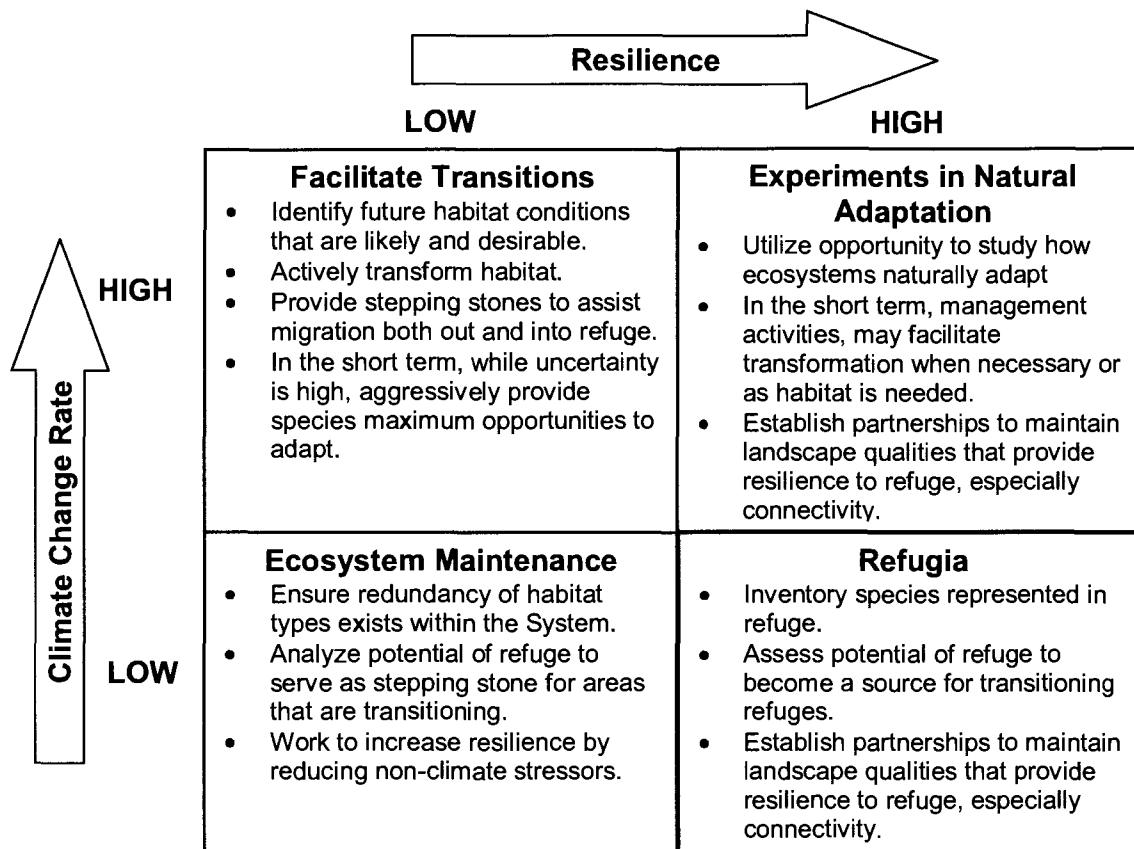 Resilience
LOW
HIGH
Climate Change Rate
HIGH
LOW
Facilitate Transitions
• Identify future habitat conditions
that are likely and desirable.
• Actively transform habitat.
• Provide stepping stones to assist
migration both out and into refuge.
• In the short term, while uncertainty
is high, aggressively provide
species maximum opportunities to
adapt.
Experiments in Natural
Adaptation
• Utilize opportunity to study how
ecosystems naturally adapt
• In the short term, management
activities, may facilitate
transformation when necessary or
as habitat is needed.
• Establish partnerships to maintain
landscape qualities that provide
resilience to refuge, especially
connectivity.
Ecosystem Maintenance
• Ensure redundancy of habitat
types exists within the System.
• Analyze potential of refuge to
serve as stepping stone for areas
that are transitioning.
• Work to increase resilience by
reducing non-climate stressors.
Refugia
• Inventory species represented in
refuge.
• Assess potential of refuge to
become a source for transitioning
refuges.
• Establish partnerships to maintain
landscape qualities that provide
resilience to refuge, especially
connectivity.